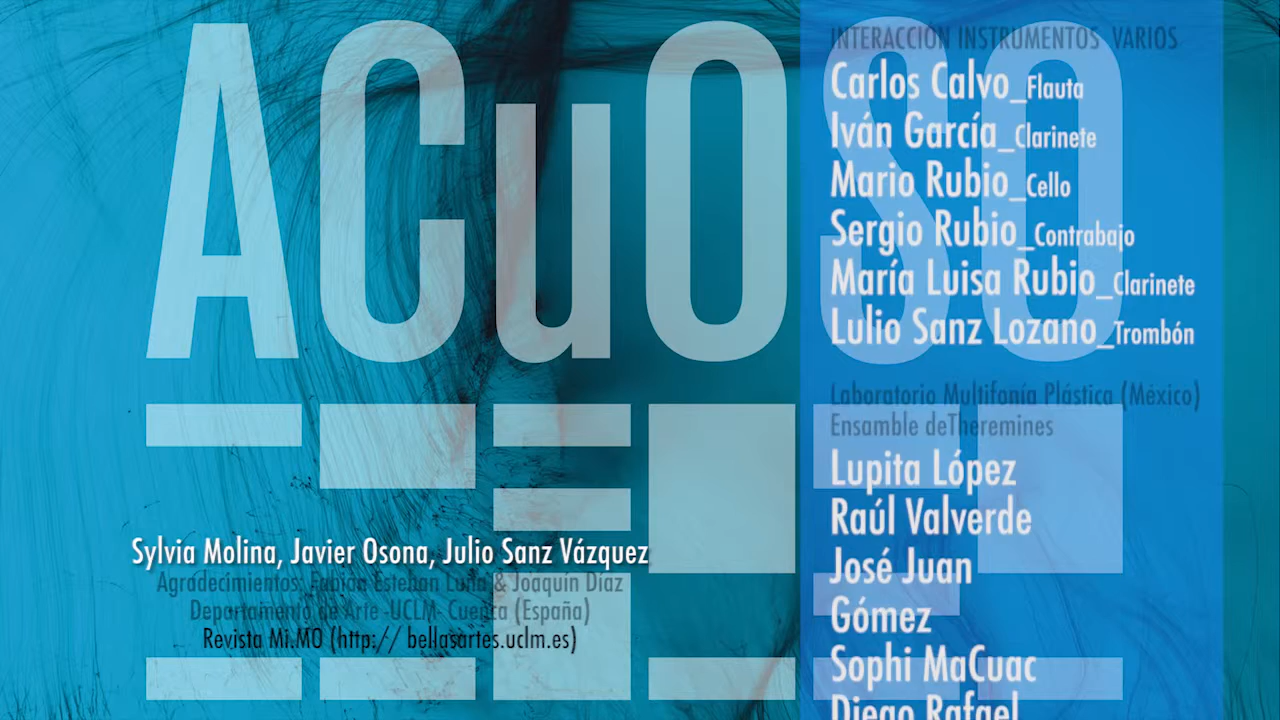 ACuOSO
Sylvia Molina, Javier Osona, Julio Sanz Vázquez
Agradecimientos: Fabián Esteban Luna & Joaquín Díaz
Departamento de Arte -UCLM- Cuenca (España)
Revista Mi.MO (http:// bellasartes.uclm.es)
INTERACCIÓN INSTRUMENTOS VARIOS
Carlos Calvo_Flauta
Iván García_Clarinete
Mario Rubio_Cello
Sergio Rubio_Contrabajo
María Luisa Rubio_Clarinete
Lulio Sanz Lozano_Trombón
Laboratorio Multifonía Plástica (México)
Ensamble deTheremines
Lupita López
Raúl Valverde
José Juan
Gómez
Sophi MaCuac
Diego Rafael